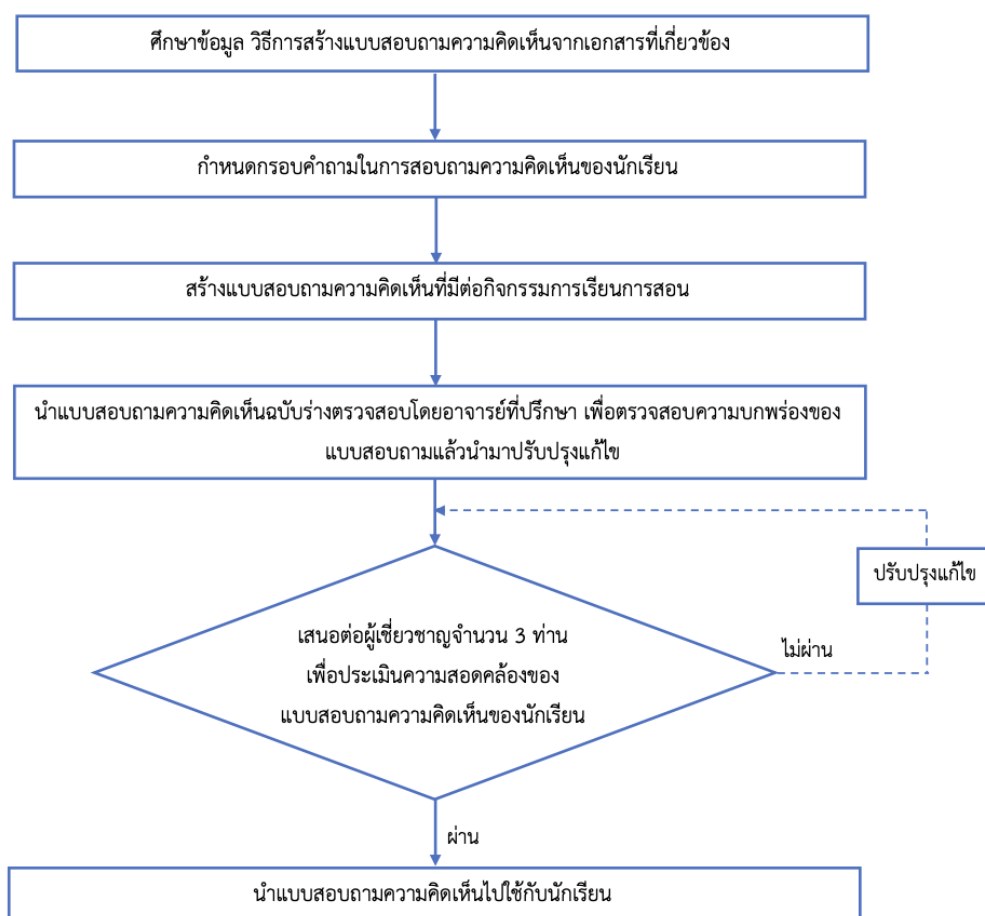 ศึกษาข้อมูล วิธีการสร้างแบบสอบถามความคิดเห็นจากเอกสารที่เกี่ยวข้อง
กำหนดกรอบคำถามในการสอบถามความคิดเห็นของนักเรียน
สร้างแบบสอบถามความคิดเห็นที่มีต่อกิจกรรมการเรียนการสอน
นำแบบสอบถามความคิดเห็นฉบับร่างตรวจสอบโดยอาจารย์ที่ปรึกษา เพื่อตรวจสอบความบกพร่องของ
แบบสอบถามแล้วนำมาปรับปรุงแก้ไข
ปรับปรุงแก้ไข
เสนอต่อผู้เชี่ยวชาญจำนวน 3 ท่าน
ไม่ผ่าน
เพื่อประเมินความสอดคล้องของ
แบบสอบถามความคิดเห็นของนักเรียน
ผ่าน
นำแบบสอบถามความคิดเห็นไปใช้กับนักเรียน